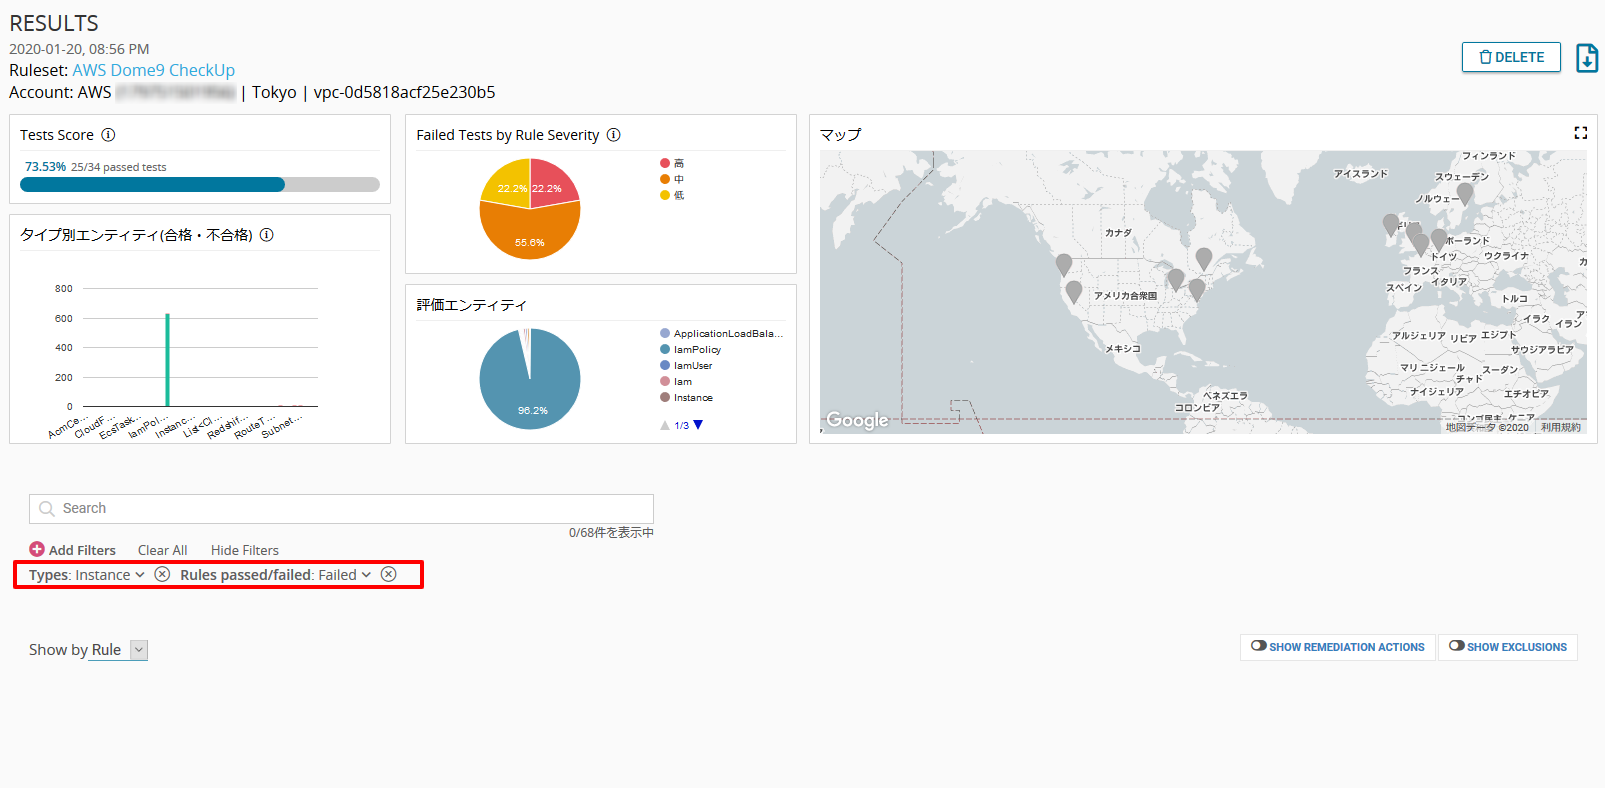 RESULTS
2020-01-20, 08:56 PM
Ruleset: AWS Dome9 CheckUp
Account: AWS | Tokyo | vpc-0d5818acf25e230b5
DELETE
Tests Score
73.53% 25/34 passed tests
タイプ別エンティティ(合格・不合格)
800
600
400
200
0
AcmCe...
CloudF...
EcsTask...
IamPol...
Instanc...
List<Cl...
Redshif...
RouteT...
Subnet...
Failed Tests by Rule Severity
22.2%
22.2%
55.6%
高
中
低
評価エンティティ
96.2%
ApplicationLoadBala...
IamPolicy
IamUser
Iam
Instance
1/3
マップ
フィンランド
アイスランド
スウェーデン
ノルウェー
カナダ
ポーランド
ドイツ
ウクライナ
フランス
スペイン
イタリア
アメリカ合衆国
トルコ
イラク
イラン
アルジェリア
リビア
エジプト
メキシコ
サウジアラビア
マリ
ニジェール
スーダン
チャド
ナイジェリア
エチオピア
ベネズエラ
コロンビア
コンゴ民主
ケニア
Google
地図データ ©2020
利用規約
Search
0/68件を表示中
Add Filters Clear All Hide Filters
Types: Instance Rules passed/failed: Failed
Show by Rule
SHOW REMEDIATION ACTIONS
SHOW EXCLUSIONS